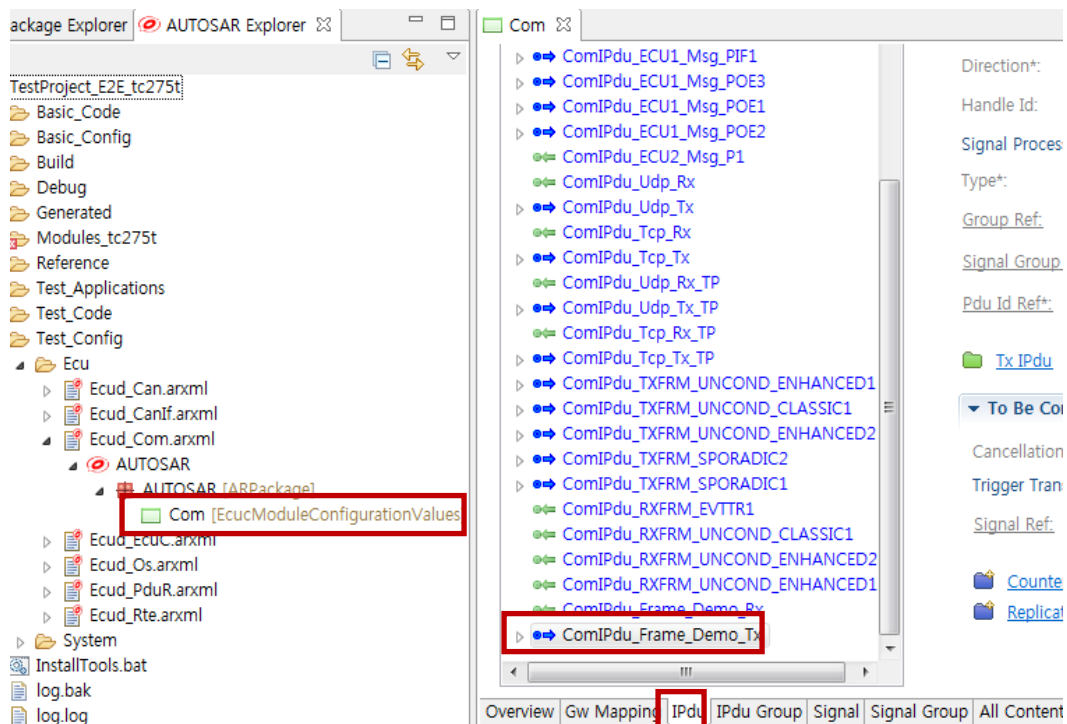 ackage Explorer
AUTOSAR Explorer
TestProject_E2E_tc275t
Basic_Code
Basic_Config
Build
Debug
Generated
Modules_tc275t
Reference
Test_Applications
Test_Code
Test_Config
Ecu
Ecud_Can.arxml
Ecud_CanIf.arxml
Ecud_Com.arxml
AUTOSAR
AUTOSAR [ARPackage]
Com [EcucModuleConfigurationValues
Ecud_EcuC.arxml
Ecud_Os.arxml
Ecud_PduR.arxml
Ecud_Rte.arxml
System
InstallTools.bat
log.bak
log.log
Com
ComIPdu_ECU1_Msg_PIF1
ComIPdu_ECU1_Msg_POE3
ComIPdu_ECU1_Msg_POE1
ComIPdu_ECU1_Msg_POE2
ComIPdu_ECU2_Msg_P1
ComIPdu_Udp_Rx
ComIPdu_Udp_Tx
ComIPdu_Tcp_Rx
ComIPdu_Tcp_Tx
ComIPdu_Udp_Rx_TP
ComIPdu_Udp_Tx_TP
ComIPdu_Tcp_Rx_TP
ComIPdu_Tcp_Tx_TP
ComIPdu_TXFRM_UNCOND_ENHANCED1
ComIPdu_TXFRM_UNCOND_CLASSIC1
ComIPdu_TXFRM_UNCOND_ENHANCED2
ComIPdu_TXFRM_SPORADIC2
ComIPdu_TXFRM_SPORADIC1
ComIPdu_RXFRM_EVTTR1
ComIPdu_RXFRM_UNCOND_CLASSIC1
ComIPdu_RXFRM_UNCOND_ENHANCED2
ComIPdu_RXFRM_UNCOND_ENHANCED1
ComIPdu_Frame_Demo_Rx
ComIPdu_Frame_Demo_Tx
Direction*:
Handle Id:
Signal Proces
Type*:
Group Ref:
Signal Group
Pdu Id Ref*:
Tx IPdu
To Be Co
Cancellation
Trigger Tran
Signal Ref:
Counte
Replicat
Overview Gw Mapping IPdu IPdu Group Signal Signal Group All Content